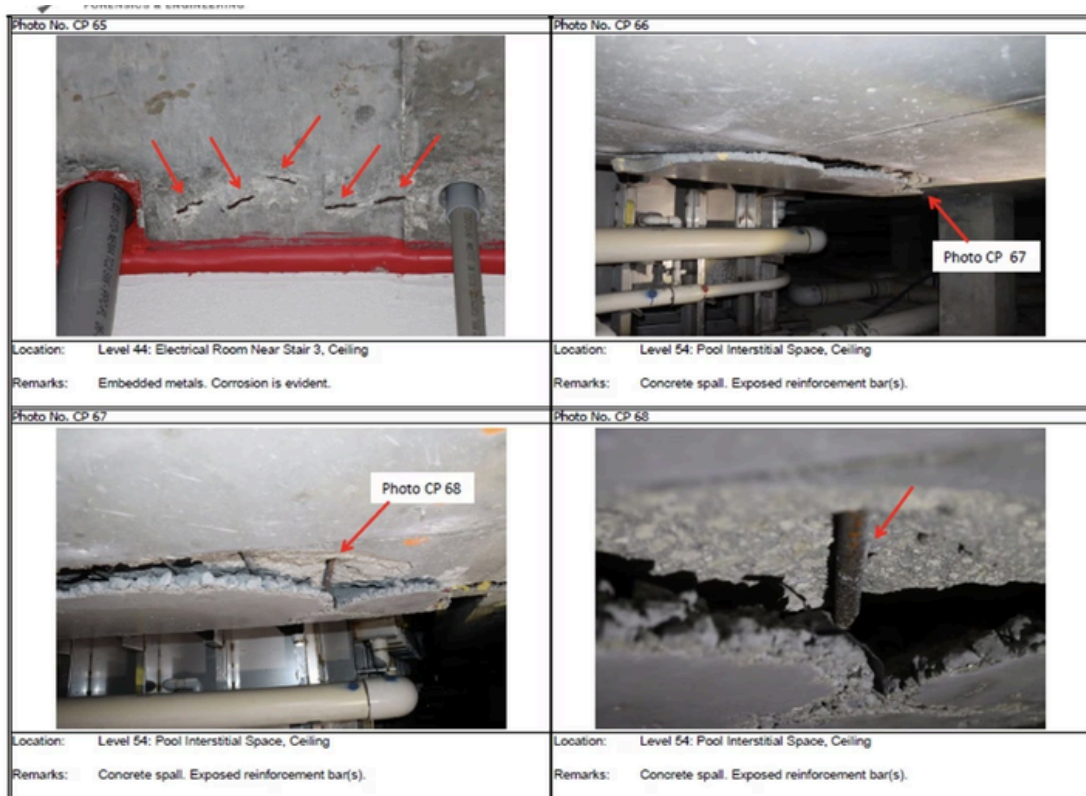 FORENSICS & ENGINEERING
Photo No. CP 65
Photo No. CP 66
Photo CP 67
Location: Level 44: Electrical Room Near Stair 3, Ceiling
Remarks: Embedded metals. Corrosion is evident.
Location: Level 54: Pool Interstitial Space, Ceiling
Remarks: Concrete spall. Exposed reinforcement bar(s).
Photo No. CP 67
Photo No. CP 68
Photo CP 68
Location: Level 54: Pool Interstitial Space, Ceiling
Remarks: Concrete spall. Exposed reinforcement bar(s).
Location: Level 54: Pool Interstitial Space, Ceiling
Remarks: Concrete spall. Exposed reinforcement bar(s).